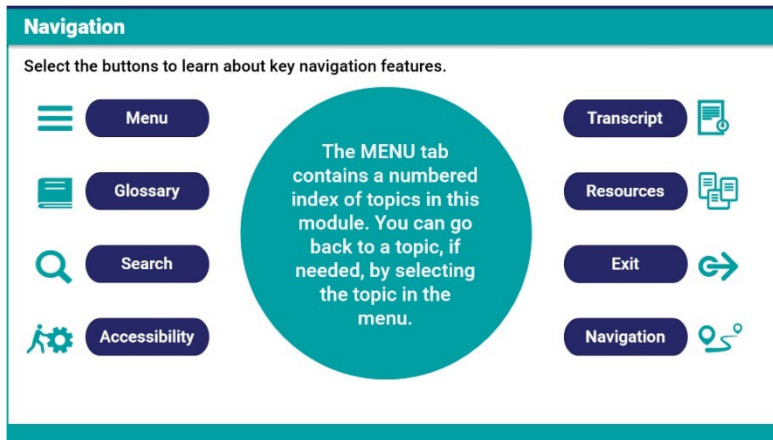 Navigation
Select the buttons to learn about key navigation features.
Menu
Glossary
Search
Accessibility
The MENU tab
contains a numbered
index of topics in this
module. You can go
back to a topic, if
needed, by selecting
the topic in the
menu.
Transcript
Resources
Exit
Navigation